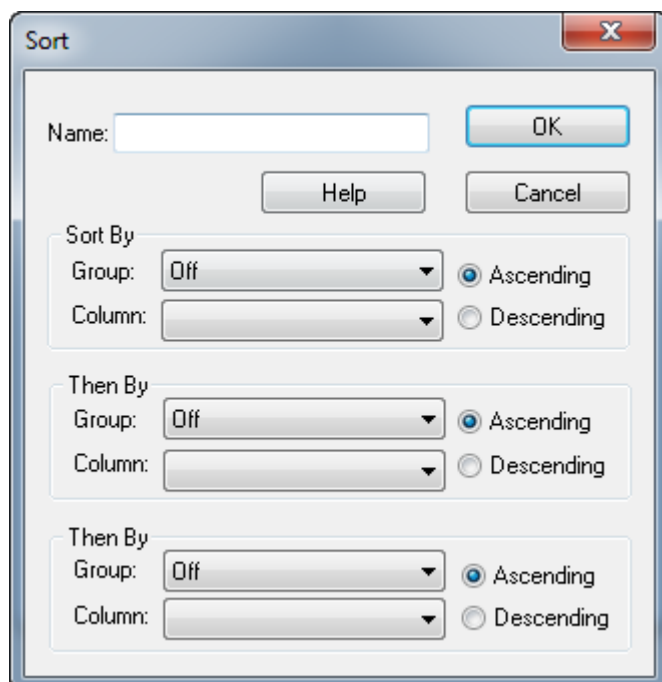 Sort
X
Name:
OK
Help
Cancel
Sort By
Group: Off Ascending
Column: Descending
Then By
Group: Off Ascending
Column: Descending
Then By
Group: Off Ascending
Column: Descending